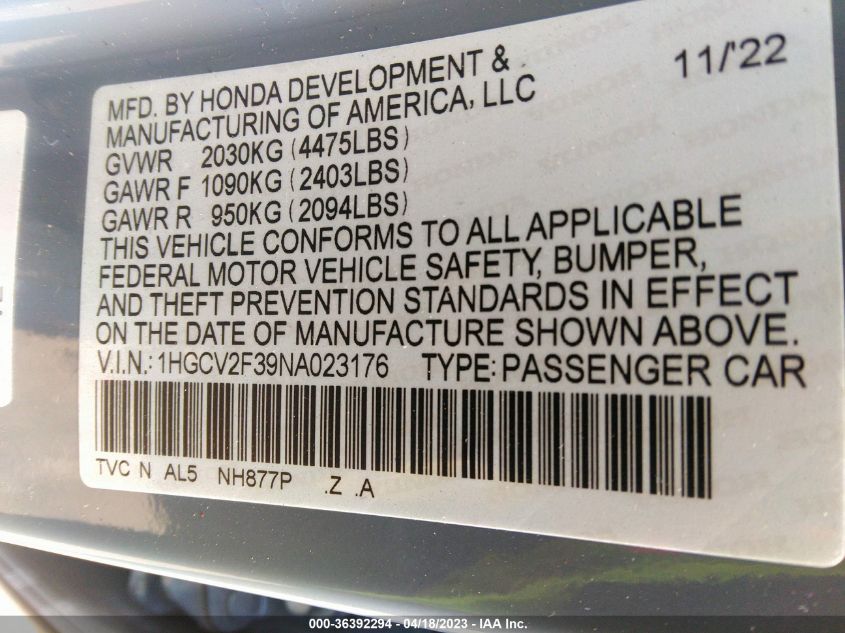 11/'22
MFD. BY HONDA DEVELOPMENT &
MANUFACTURING OF AMERICA, LLC
GVWR 2030KG (4475LBS)
GAWR F 1090KG (2403LBS)
GAWR R 950KG (2094LBS)
THIS VEHICLE CONFORMS TO ALL APPLICABLE
FEDERAL MOTOR VEHICLE SAFETY, BUMPER,
AND THEFT PREVENTION STANDARDS IN EFFECT
ON THE DATE OF MANUFACTURE SHOWN ABOVE.
V.I.N.: 1HGCV2F39NA023176 TYPE: PASSENGER CAR
TVC N AL5 NH877P .Z .A
000-36392294 - 04/18/2023 - IAA Inc.